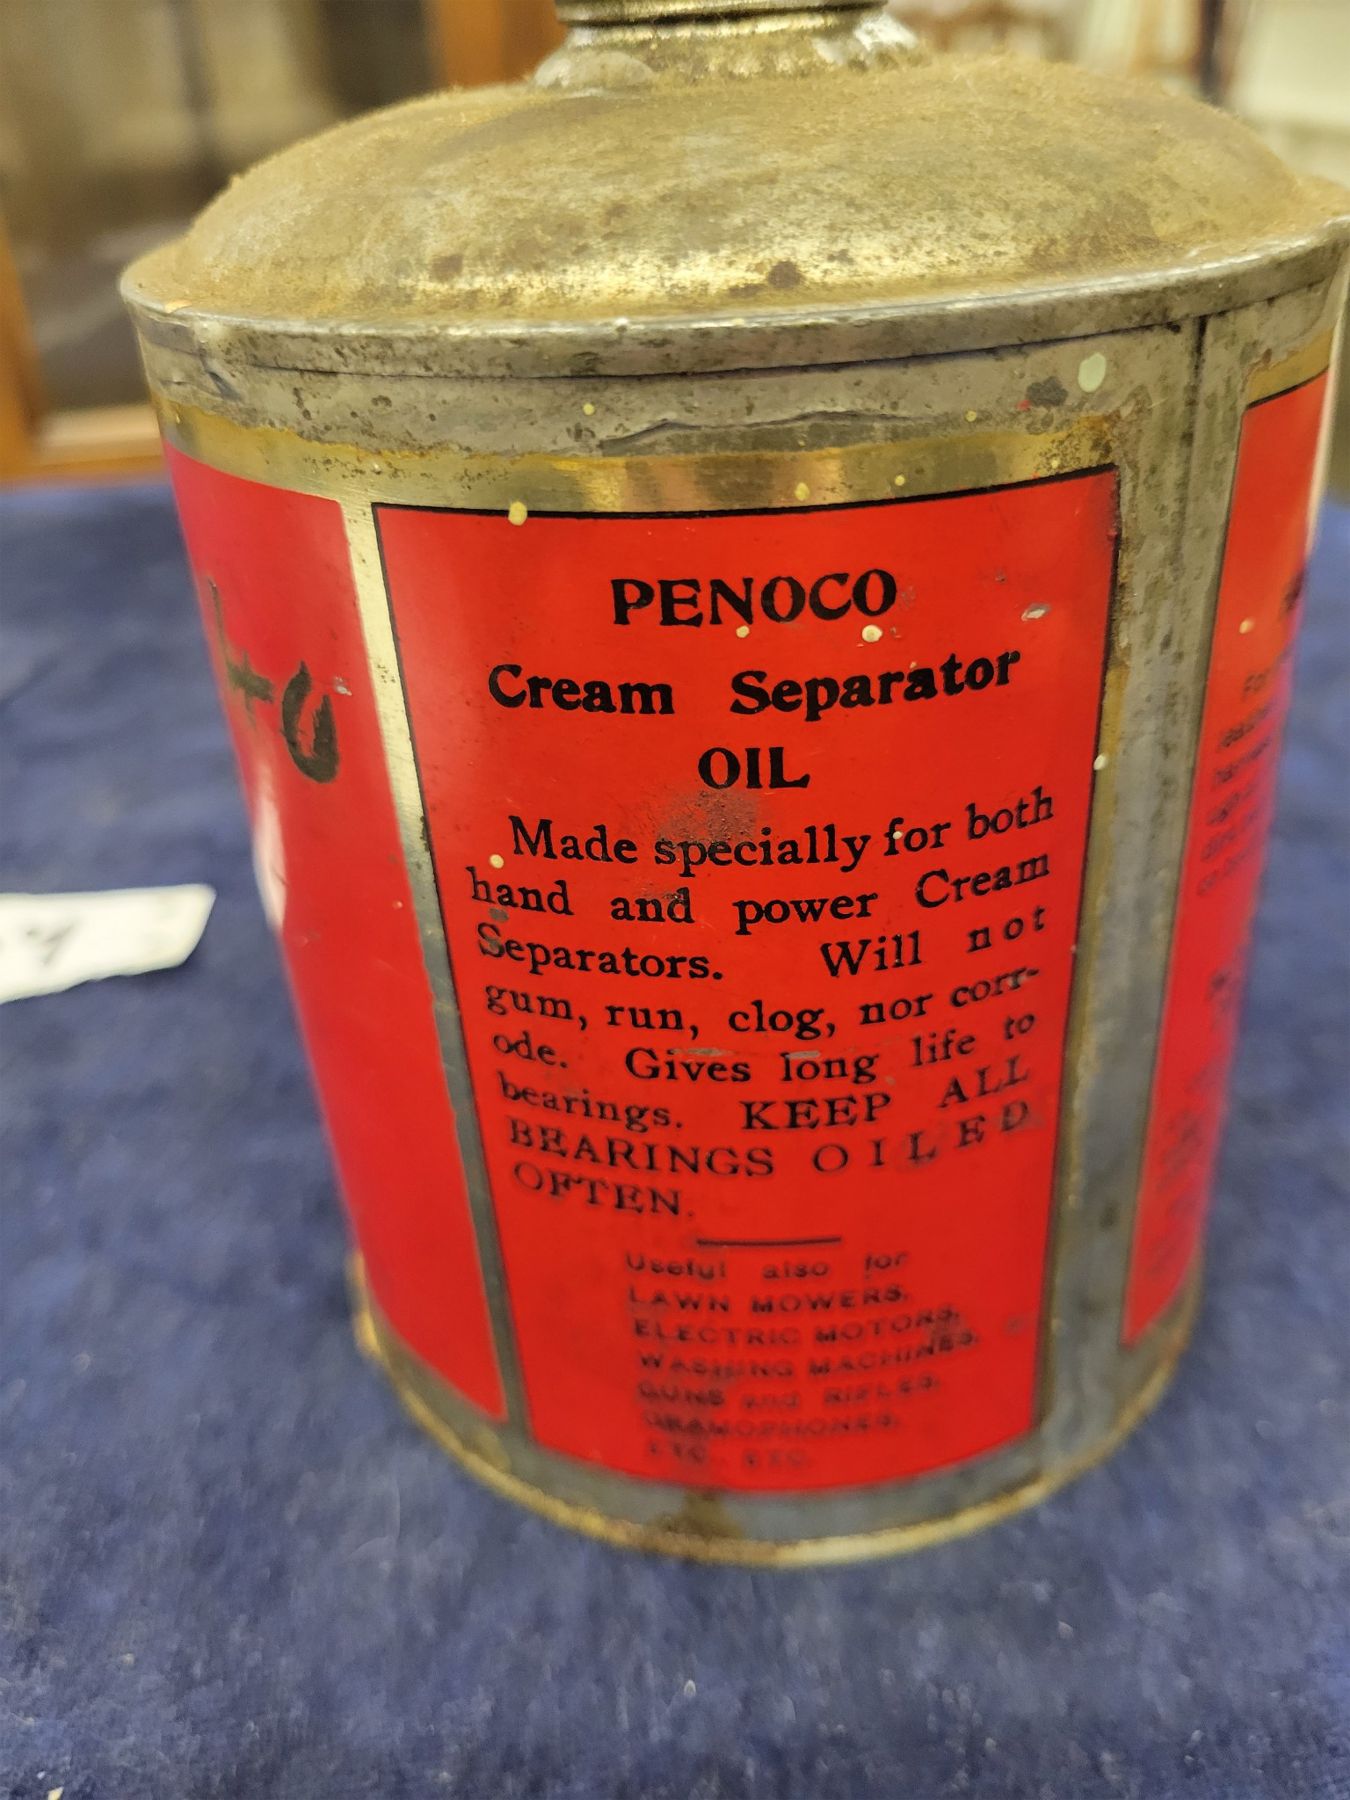 PENOCO
Cream Separator
OIL
Made specially for both
hand and power Cream
Separators. Will not
gum, run, clog, nor corr-
ode. Gives long life to
bearings. KEEP ALL
BEARINGS OILED
OFTEN.
Useful also for
LAWN MOWERS,
ELECTRIC MOTORS,
WASHING MACHINES,
GUNS and RIFLES,
GRAMOPHONES,
ETC., ETC.
40